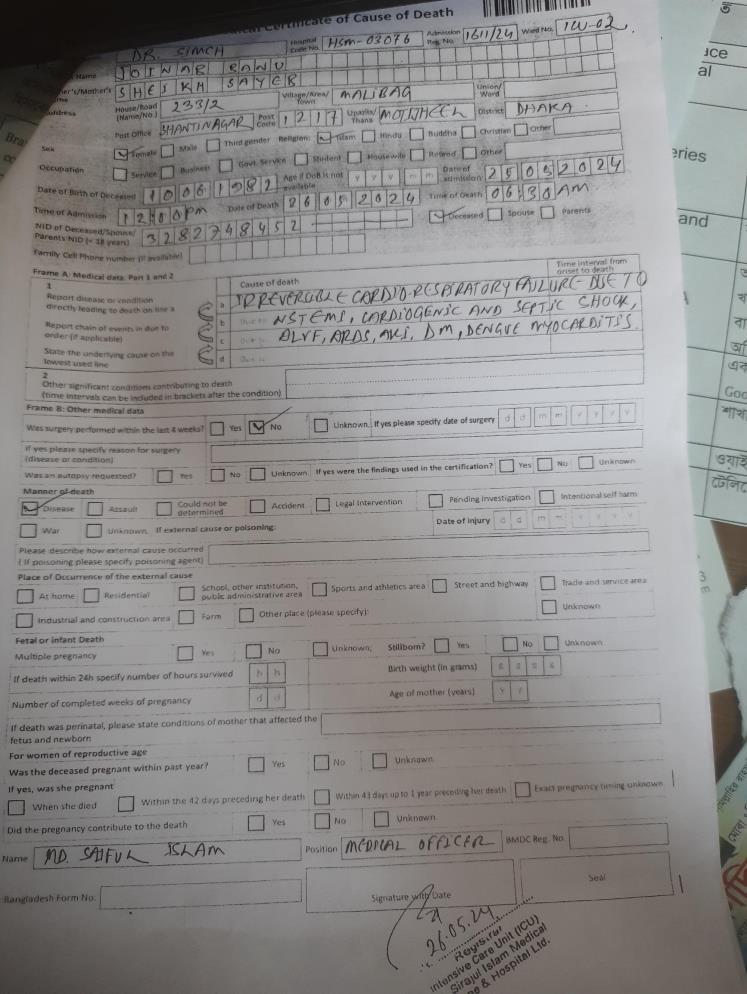 Certificate of Cause of Death
DR. SIMCH Hospital Code No. HSM-03076 Admission Reg. No. 1611/24 Ward No. ICU-02
Name JOINAB BANU
her's/Mother's SHEIKH SAYEB
House/Road (Name/No.) 233/2 Village/Area/Town MALIBAG Union/Ward
Post Office SHANTINAGAR Post Code 1217 Upazila/Thana MOTIJHEEL District DHAKA
Sex Female Male Third gender Religion: Islam Hindu Buddha Christian Other
Occupation Service Business Govt. Service Student Housewife Retired Other
Date of Birth of Deceased 10061982 Age if DoB is not available Y Y Y m m Date of admission 25052024
Time of Admission 12:00PM Date of Death 26052024 Time of Death 06:30AM
NID of Deceased/Spouse/Parents NID (< 18 years) 3282748452 Deceased Spouse Parents
Family Cell Phone number (if available)
Frame A: Medical data: Part 1 and 2
1 Cause of death Time interval from onset to death
Report disease or condition directly leading to death on line a a IRREVERGIBLE CARDIO-RESPIRATORY FAILURE DUE TO
Report chain of events in due to order (if applicable) b Due to NSTEMI, CARDIOGENIC AND SEPTIC SHOCK,
c ALVF, ARDS, AKI, DM, DENGUE MYOCARDITIS.
State the underlying cause on the lowest used line d Due to
2
Other significant conditions contributing to death
(time intervals can be included in brackets after the condition)
Frame B: Other medical data
Was surgery performed within the last 4 weeks? Yes No Unknown. If yes please specify date of surgery d d m m Y Y Y Y
If yes please specify reason for surgery
(disease or condition)
Was an autopsy requested? Yes No Unknown If yes were the findings used in the certification? Yes No Unknown
Manner of death
Disease Assault Could not be determined Accident Legal Intervention Pending Investigation Intentional self harm
War Unknown. If external cause or poisoning: Date of injury d d m m Y Y Y Y
Please describe how external cause occurred
( If poisoning please specify poisoning agent)
Place of Occurrence of the external cause
At home Residential School, other institution, public administrative area Sports and athletics area Street and highway Trade and service area
Industrial and construction area Farm Other place (please specify): Unknown
Fetal or infant Death
Multiple pregnancy Yes No Unknown; Stillborn? Yes No Unknown
If death within 24h specify number of hours survived h h Birth weight (in grams) g g g g
Number of completed weeks of pregnancy d d Age of mother (years) Y Y
If death was perinatal, please state conditions of mother that affected the
fetus and newborn
For women of reproductive age
Was the deceased pregnant within past year? Yes No Unknown
If yes, was she pregnant
When she died Within the 42 days preceding her death Within 43 days up to 1 year preceding her death Exact pregnancy timing unknown
Did the pregnancy contribute to the death Yes No Unknown
Name MD. SAIFUL ISLAM Position MEDICAL OFFICER BMDC Reg. No.
Bangladesh Form No: Signature with Date Seal
26.05.24
Registrar
Intensive Care Unit (ICU)
Sirajul Islam Medical
e & Hospital Ltd.
ice
al
eries
and